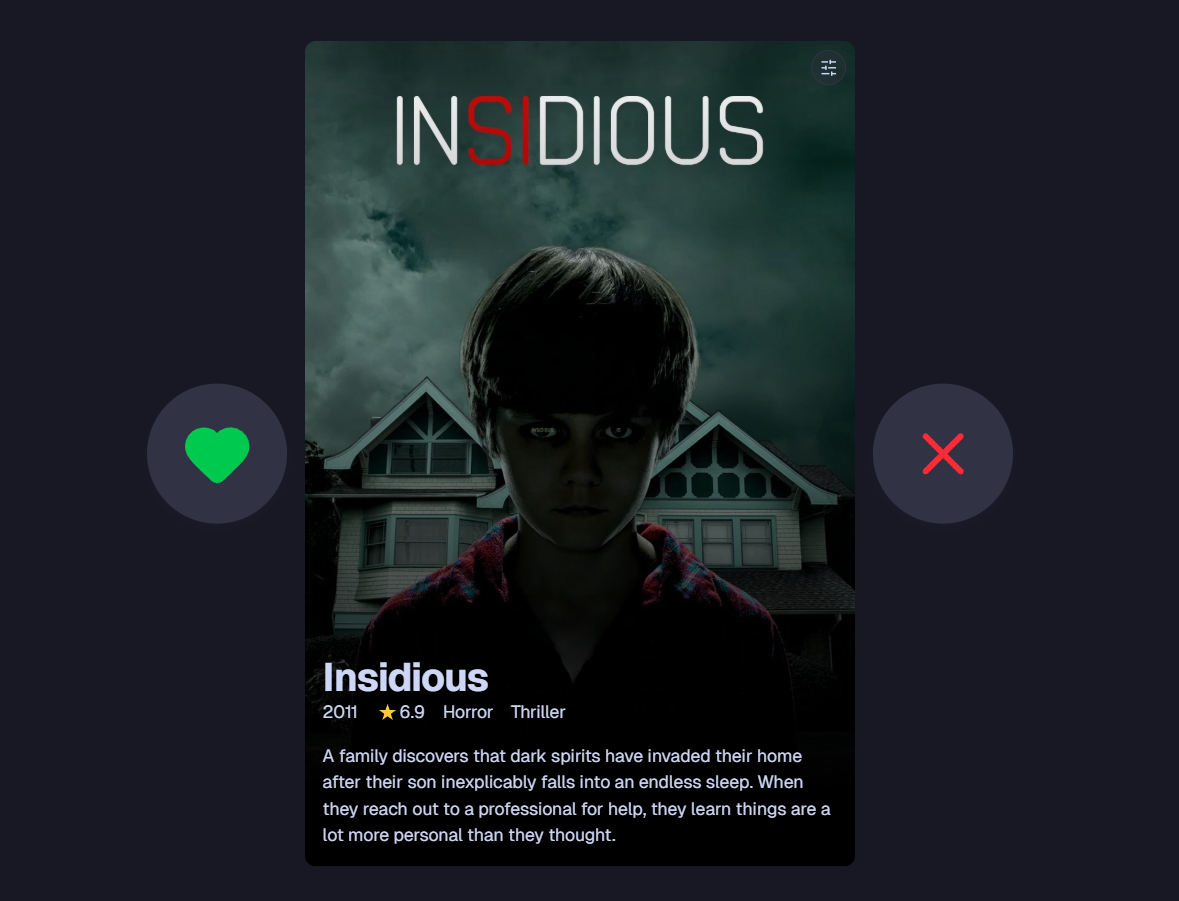 INSIDIOUS
Insidious
2011 6.9 Horror Thriller
A family discovers that dark spirits have invaded their home
after their son inexplicably falls into an endless sleep. When
they reach out to a professional for help, they learn things are a
lot more personal than they thought.